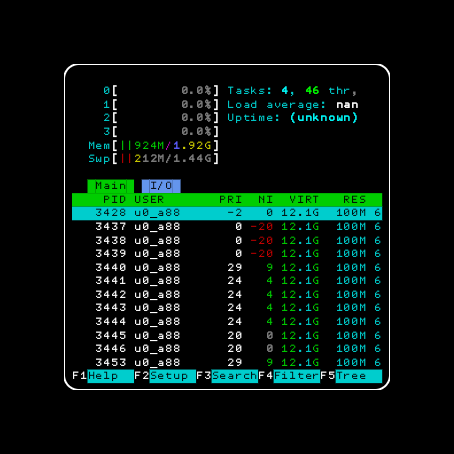 0[ 0.0%] Tasks: 4, 46 thr,
1[ 0.0%] Load average: nan
2[ 0.0%] Uptime: (unknown)
3[ 0.0%]
Mem[||924M/1.92G]
Swp[||212M/1.44G]
Main I/O
PID USER PRI NI VIRT RES
3428 u0_a88 -2 0 12.1G 100M 6
3437 u0_a88 0 -20 12.1G 100M 6
3438 u0_a88 0 -20 12.1G 100M 6
3439 u0_a88 0 -20 12.1G 100M 6
3440 u0_a88 29 9 12.1G 100M 6
3441 u0_a88 24 4 12.1G 100M 6
3442 u0_a88 24 4 12.1G 100M 6
3443 u0_a88 24 4 12.1G 100M 6
3444 u0_a88 24 4 12.1G 100M 6
3445 u0_a88 20 0 12.1G 100M 6
3446 u0_a88 20 0 12.1G 100M 6
3453 u0_a88 29 9 12.1G 100M 6
F1Help F2Setup F3SearchF4FilterF5Tree